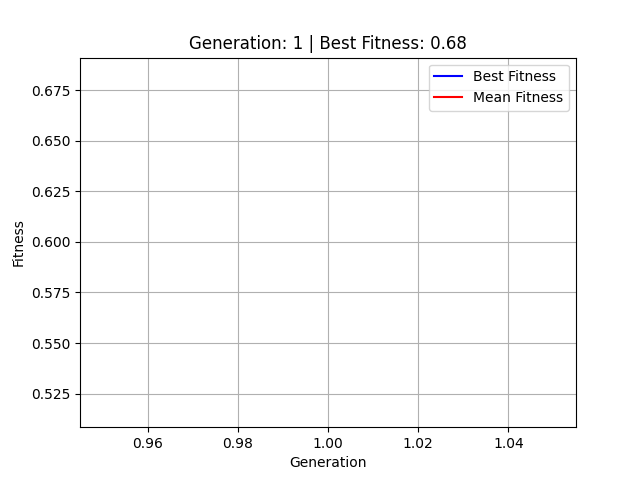 Generation: 1 | Best Fitness: 0.68
Best Fitness
Mean Fitness
0.675
0.650
0.625
0.600
0.575
0.550
0.525
Fitness
0.96 0.98 1.00 1.02 1.04
Generation